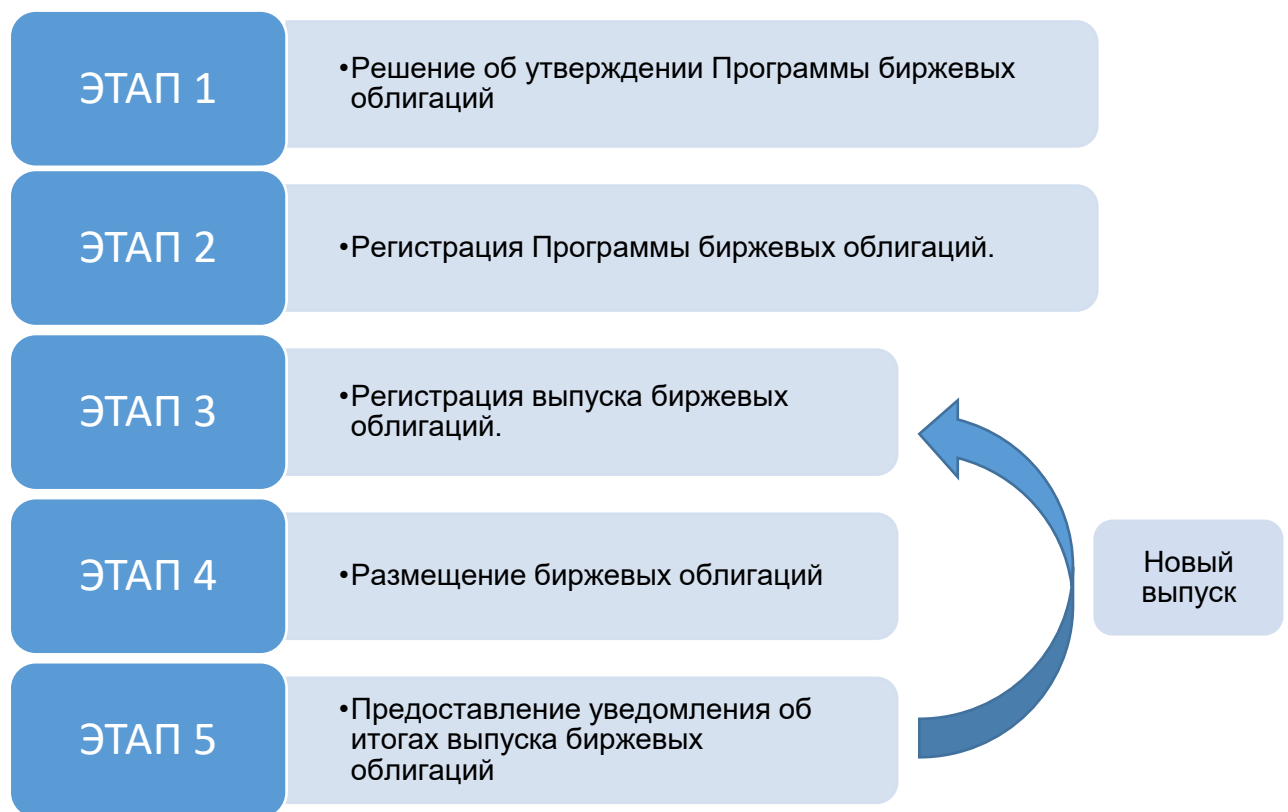 ЭТАП 1
•Решение об утверждении Программы биржевых
облигаций
ЭТАП 2
•Регистрация Программы биржевых облигаций.
ЭТАП 3
•Регистрация выпуска биржевых
облигаций.
ЭТАП 4
•Размещение биржевых облигаций
Новый
выпуск
ЭТАП 5
•Предоставление уведомления об
итогах выпуска биржевых
облигаций